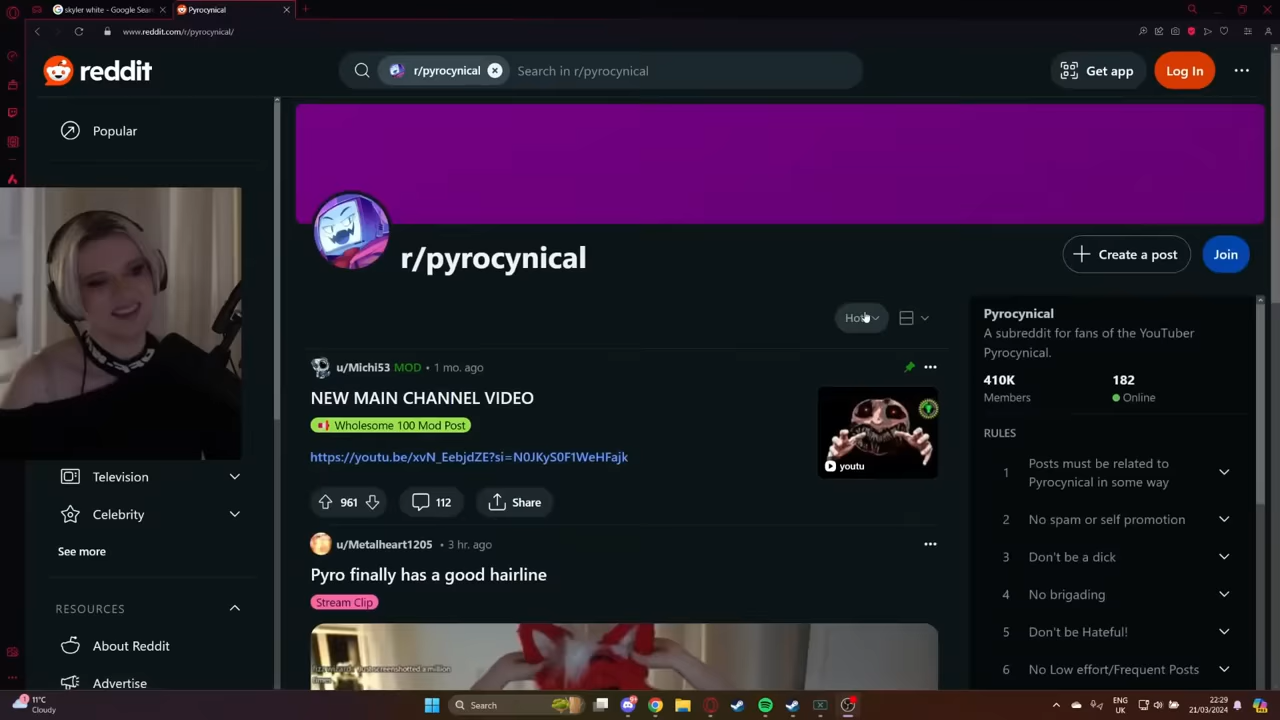 skyler white - Google Sear
Pyrocynical
www.reddit.com/r/pyrocynical/
reddit
r/pyrocynical
Search in r/pyrocynical
Get app
Log In
Popular
r/pyrocynical
Create a post
Join
Hot
u/Michi53 MOD • 1 mo. ago
NEW MAIN CHANNEL VIDEO
Wholesome 100 Mod Post
https://youtu.be/xvN_EebjdZE?si=N0JKyS0F1WeHFajk
youtu
961
112
Share
u/Metalheart1205 • 3 hr. ago
Pyro finally has a good hairline
Stream Clip
Television
Celebrity
See more
RESOURCES
About Reddit
Advertise
Pyrocynical
A subreddit for fans of the YouTuber
Pyrocynical.
410K
Members
182
Online
RULES
1 Posts must be related to
Pyrocynical in some way
2 No spam or self promotion
3 Don't be a dick
4 No brigading
5 Don't be Hateful!
6 No Low effort/Frequent Posts
11°C
Cloudy
Search
ENG
UK
22:29
21/03/2024